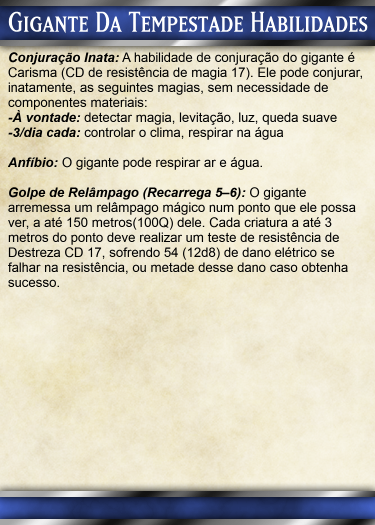 Gigante Da Tempestade Habilidades
Conjuração Inata: A habilidade de conjuração do gigante é
Carisma (CD de resistência de magia 17). Ele pode conjurar,
inatamente, as seguintes magias, sem necessidade de
componentes materiais:
-À vontade: detectar magia, levitação, luz, queda suave
-3/dia cada: controlar o clima, respirar na água
Anfíbio: O gigante pode respirar ar e água.
Golpe de Relâmpago (Recarrega 5–6): O gigante
arremessa um relâmpago mágico num ponto que ele possa
ver, a até 150 metros(100Q) dele. Cada criatura a até 3
metros do ponto deve realizar um teste de resistência de
Destreza CD 17, sofrendo 54 (12d8) de dano elétrico se
falhar na resistência, ou metade desse dano caso obtenha
sucesso.